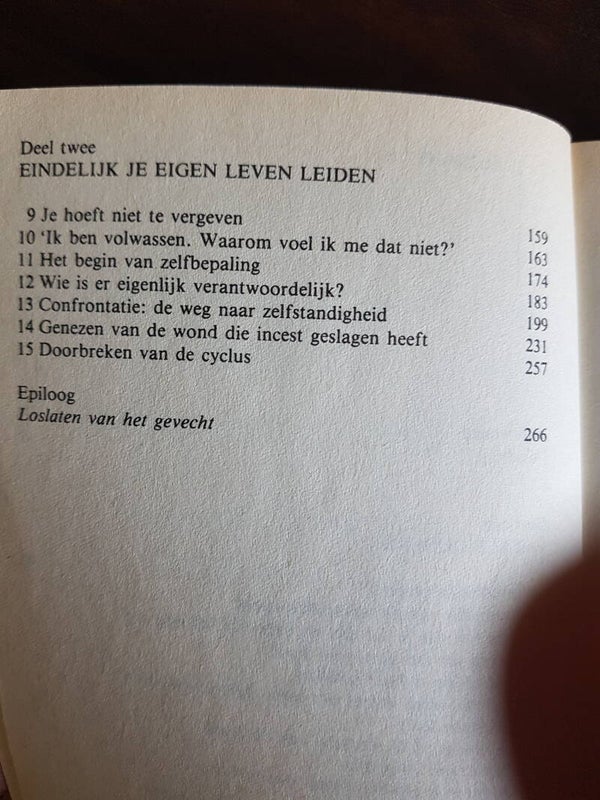 Deel twee
EINDELIJK JE EIGEN LEVEN LEIDEN
9 Je hoeft niet te vergeven 159
10 'Ik ben volwassen. Waarom voel ik me dat niet?' 163
11 Het begin van zelfbepaling 174
12 Wie is er eigenlijk verantwoordelijk? 183
13 Confrontatie: de weg naar zelfstandigheid 199
14 Genezen van de wond die incest geslagen heeft 231
15 Doorbreken van de cyclus 257
Epiloog
Loslaten van het gevecht 266